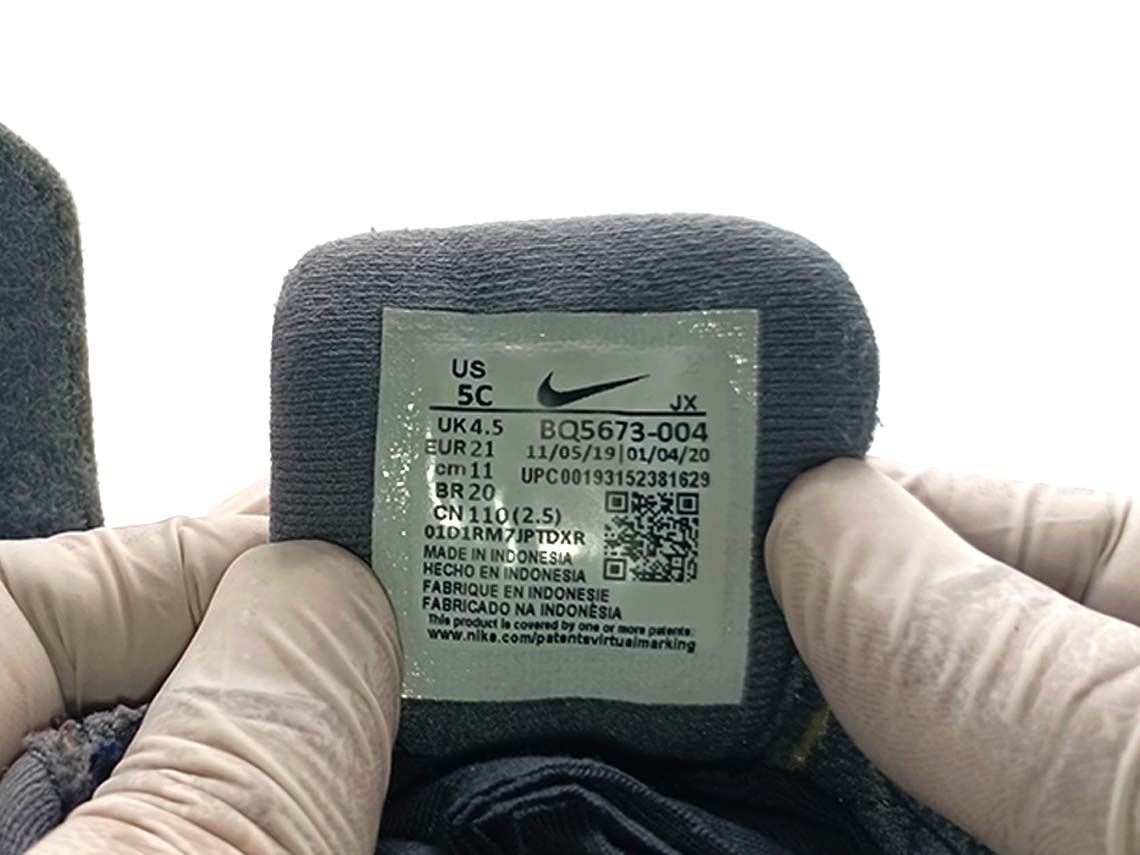 US
5C
JX
UK 4.5
BQ5673-004
EUR 21
11/05/19|01/04/20
cm 11
UPC00193152381629
BR 20
CN 110 (2.5)
01D1RM7JPTDXR
MADE IN INDONESIA
HECHO EN INDONESIA
FABRIQUE EN INDONESIE
FABRICADO NA INDONÉSIA
This product is covered by one or more patents.
www.nike.com/patentsvirtualmarking